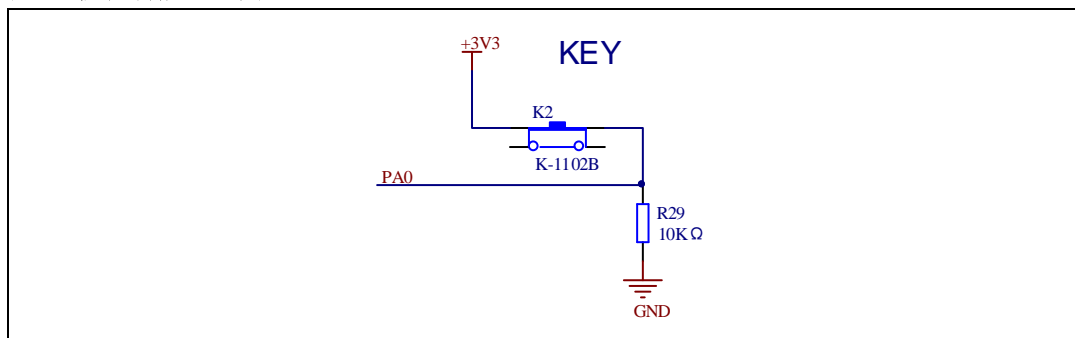 +3V3
KEY
K2
K-1102B
PA0
R29
10KΩ
GND